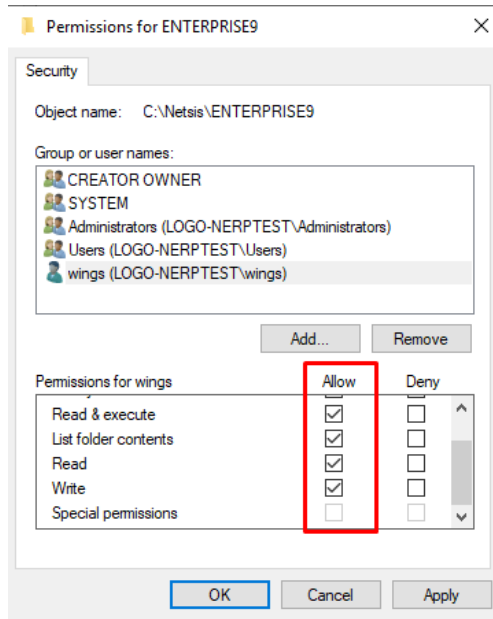 Permissions for ENTERPRISE9
Security
Object name: C:\Netsis\ENTERPRISE9
Group or user names:
CREATOR OWNER
SYSTEM
Administrators (LOGO-NERPTEST\Administrators)
Users (LOGO-NERPTEST\Users)
wings (LOGO-NERPTEST\wings)
Add... Remove
Permissions for wings Allow Deny
Read & execute
List folder contents
Read
Write
Special permissions
OK Cancel Apply